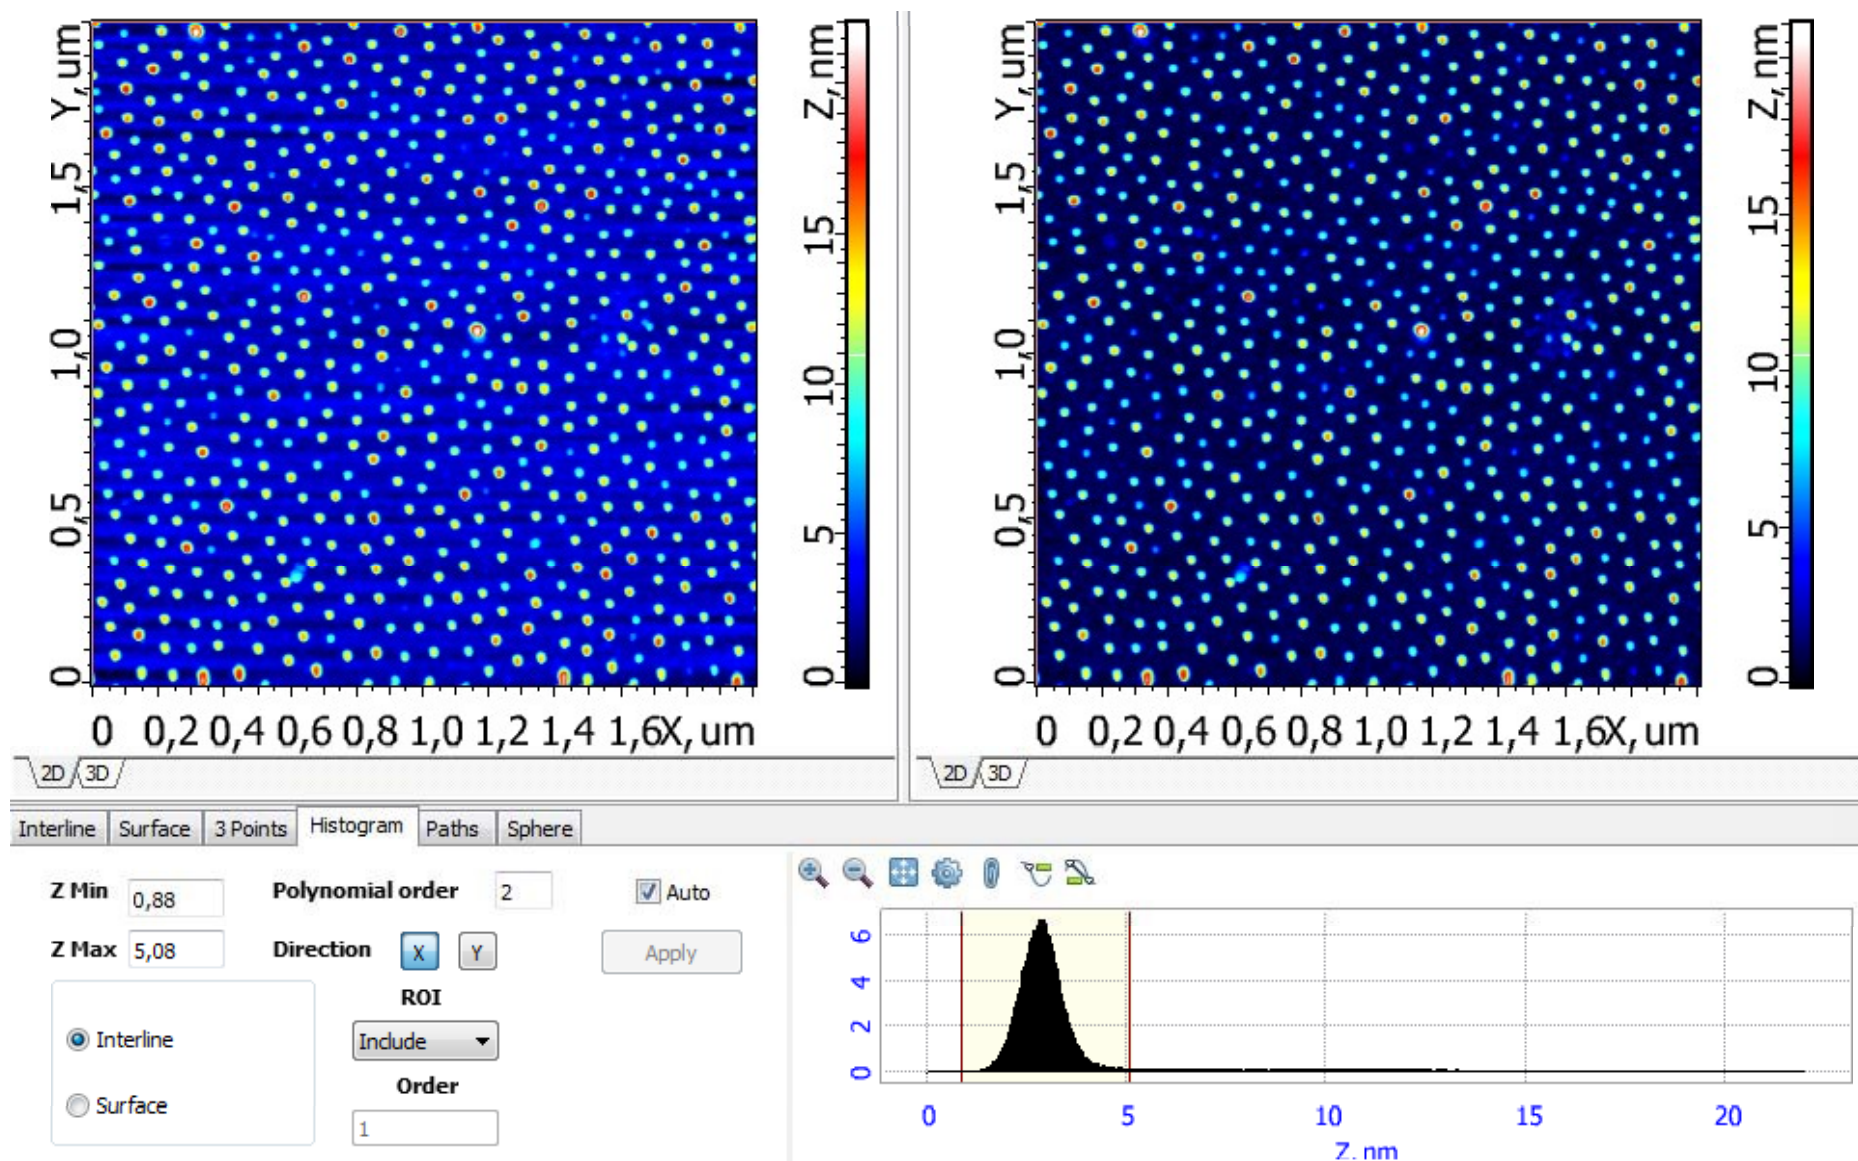 Y, um
1,5
1,0
0,5
0
0 0,2 0,4 0,6 0,8 1,0 1,2 1,4 1,6 X, um
Z, nm
15
10
5
0
2D 3D
Y, um
1,5
1,0
0,5
0
0 0,2 0,4 0,6 0,8 1,0 1,2 1,4 1,6 X, um
Z, nm
15
10
5
0
2D 3D
Interline Surface 3 Points Histogram Paths Sphere
Z Min 0,88 Polynomial order 2 Auto
Z Max 5,08 Direction X Y Apply
ROI
Interline Include
Order
Surface 1
6
4
2
0
0 5 10 15 20
Z, nm